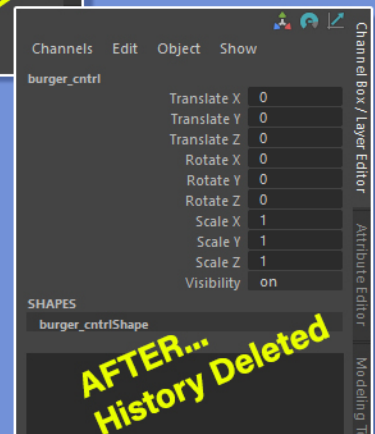 Channels Edit Object Show
burger_cntrl
Translate X 0
Translate Y 0
Translate Z 0
Rotate X 0
Rotate Y 0
Rotate Z 0
Scale X 1
Scale Y 1
Scale Z 1
Visibility on
SHAPES
burger_cntrlShape
AFTER...
History Deleted
Channel Box / Layer Editor
Attribute Editor
Modeling